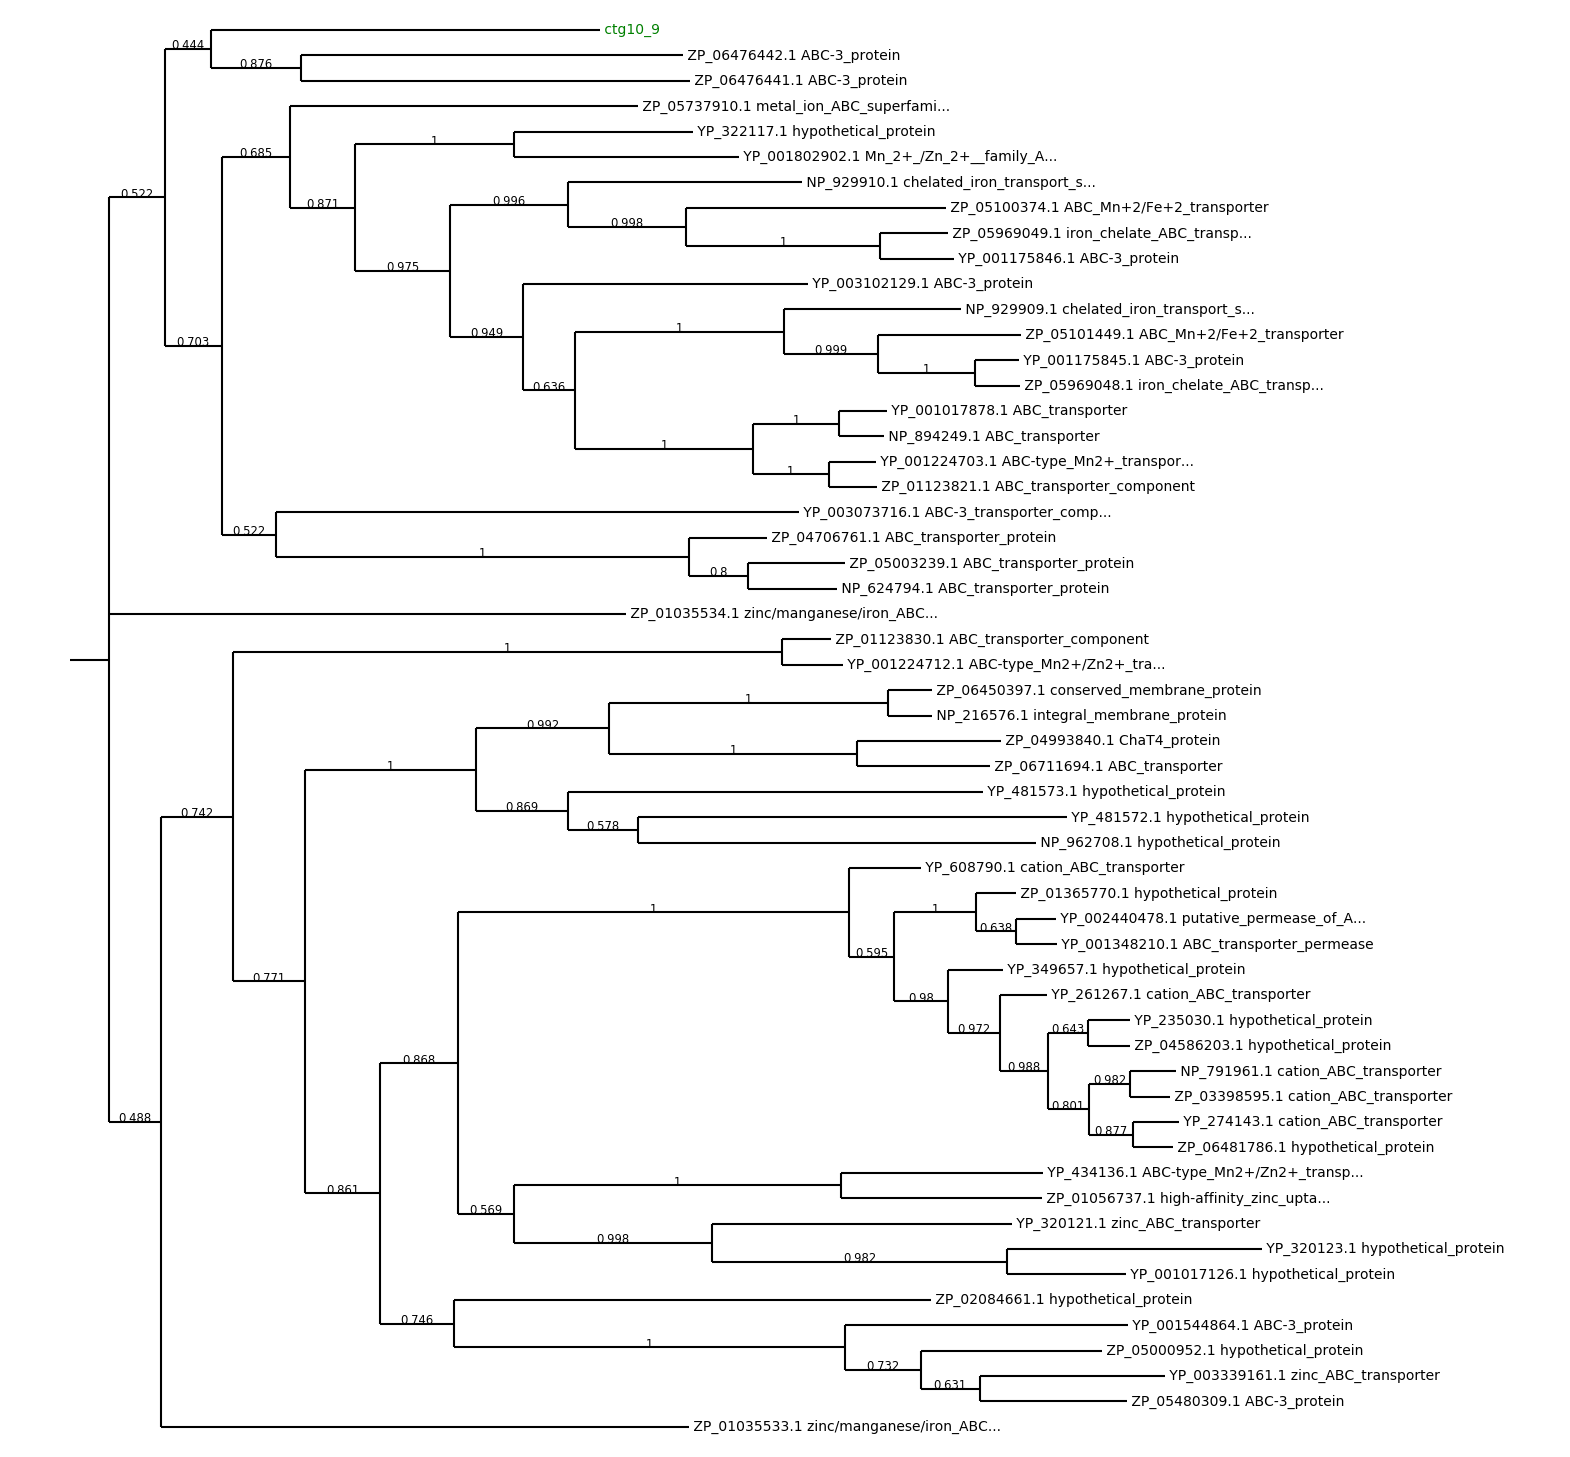 ctg10_9
0.444
ZP_06476442.1 ABC-3_protein
0.876
ZP_06476441.1 ABC-3_protein
ZP_05737910.1 metal_ion_ABC_superfami...
YP_322117.1 hypothetical_protein
1
0.685
YP_001802902.1 Mn_2+_/Zn_2+__family_A...
NP_929910.1 chelated_iron_transport_s...
0.522
0.996
0.871
ZP_05100374.1 ABC_Mn+2/Fe+2_transporter
0.998
ZP_05969049.1 iron_chelate_ABC_transp...
1
YP_001175846.1 ABC-3_protein
0.975
YP_003102129.1 ABC-3_protein
NP_929909.1 chelated_iron_transport_s...
1
0.949
ZP_05101449.1 ABC_Mn+2/Fe+2_transporter
0.703
0.999
YP_001175845.1 ABC-3_protein
1
ZP_05969048.1 iron_chelate_ABC_transp...
0.636
YP_001017878.1 ABC_transporter
1
NP_894249.1 ABC_transporter
1
YP_001224703.1 ABC-type_Mn2+_transpor...
1
ZP_01123821.1 ABC_transporter_component
YP_003073716.1 ABC-3_transporter_comp...
0.522
ZP_04706761.1 ABC_transporter_protein
1
ZP_05003239.1 ABC_transporter_protein
0.8
NP_624794.1 ABC_transporter_protein
ZP_01035534.1 zinc/manganese/iron_ABC...
ZP_01123830.1 ABC_transporter_component
1
YP_001224712.1 ABC-type_Mn2+/Zn2+_tra...
ZP_06450397.1 conserved_membrane_protein
1
NP_216576.1 integral_membrane_protein
0.992
ZP_04993840.1 ChaT4_protein
1
ZP_06711694.1 ABC_transporter
1
YP_481573.1 hypothetical_protein
0.869
0.742
YP_481572.1 hypothetical_protein
0.578
NP_962708.1 hypothetical_protein
YP_608790.1 cation_ABC_transporter
ZP_01365770.1 hypothetical_protein
1
1
YP_002440478.1 putative_permease_of_A...
0.638
YP_001348210.1 ABC_transporter_permease
0.595
YP_349657.1 hypothetical_protein
0.771
YP_261267.1 cation_ABC_transporter
0.98
YP_235030.1 hypothetical_protein
0.972
0.643
ZP_04586203.1 hypothetical_protein
0.868
0.988
NP_791961.1 cation_ABC_transporter
0.982
ZP_03398595.1 cation_ABC_transporter
0.801
0.488
YP_274143.1 cation_ABC_transporter
0.877
ZP_06481786.1 hypothetical_protein
YP_434136.1 ABC-type_Mn2+/Zn2+_transp...
1
0.861
ZP_01056737.1 high-affinity_zinc_upta...
0.569
YP_320121.1 zinc_ABC_transporter
0.998
YP_320123.1 hypothetical_protein
0.982
YP_001017126.1 hypothetical_protein
ZP_02084661.1 hypothetical_protein
0.746
YP_001544864.1 ABC-3_protein
1
ZP_05000952.1 hypothetical_protein
0.732
YP_003339161.1 zinc_ABC_transporter
0.631
ZP_05480309.1 ABC-3_protein
ZP_01035533.1 zinc/manganese/iron_ABC...